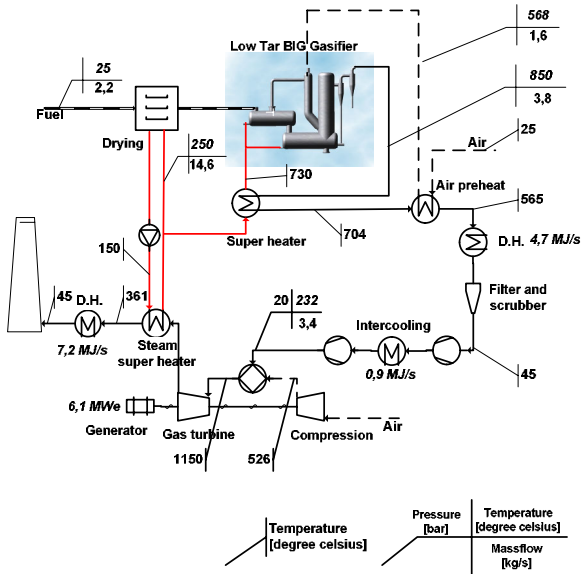 568
1,6
Low Tar BIG Gasifier
25
2,2
850
3,8
Fuel
25
Air
Drying
250
14,6
730
Air preheat
565
704
Super heater
D.H. 4,7 MJ/s
150
Filter and
scrubber
45
D.H.
361
20
232
3,4
Intercooling
7,2 MJ/s
Steam
super heater
0,9 MJ/s
45
6,1 MWe
Generator
Gas turbine
Compression
Air
1150
526
Temperature
[degree celsius]
Pressure
[bar]
Temperature
[degree celsius]
Massflow
[kg/s]